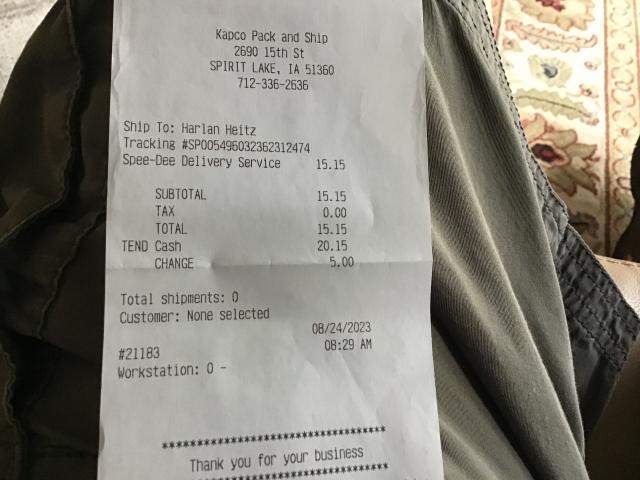 Kapco Pack and Ship
2690 15th St
SPIRIT LAKE, IA 51360
712-336-2636
Ship To: Harlan Heitz
Tracking #SP005496032362312474
Spee-Dee Delivery Service 15.15
SUBTOTAL 15.15
TAX 0.00
TOTAL 15.15
TEND Cash 20.15
CHANGE 5.00
Total shipments: 0
Customer: None selected
08/24/2023
#21183 08:29 AM
Workstation: 0 -
****************************************
Thank you for your business
****************************************